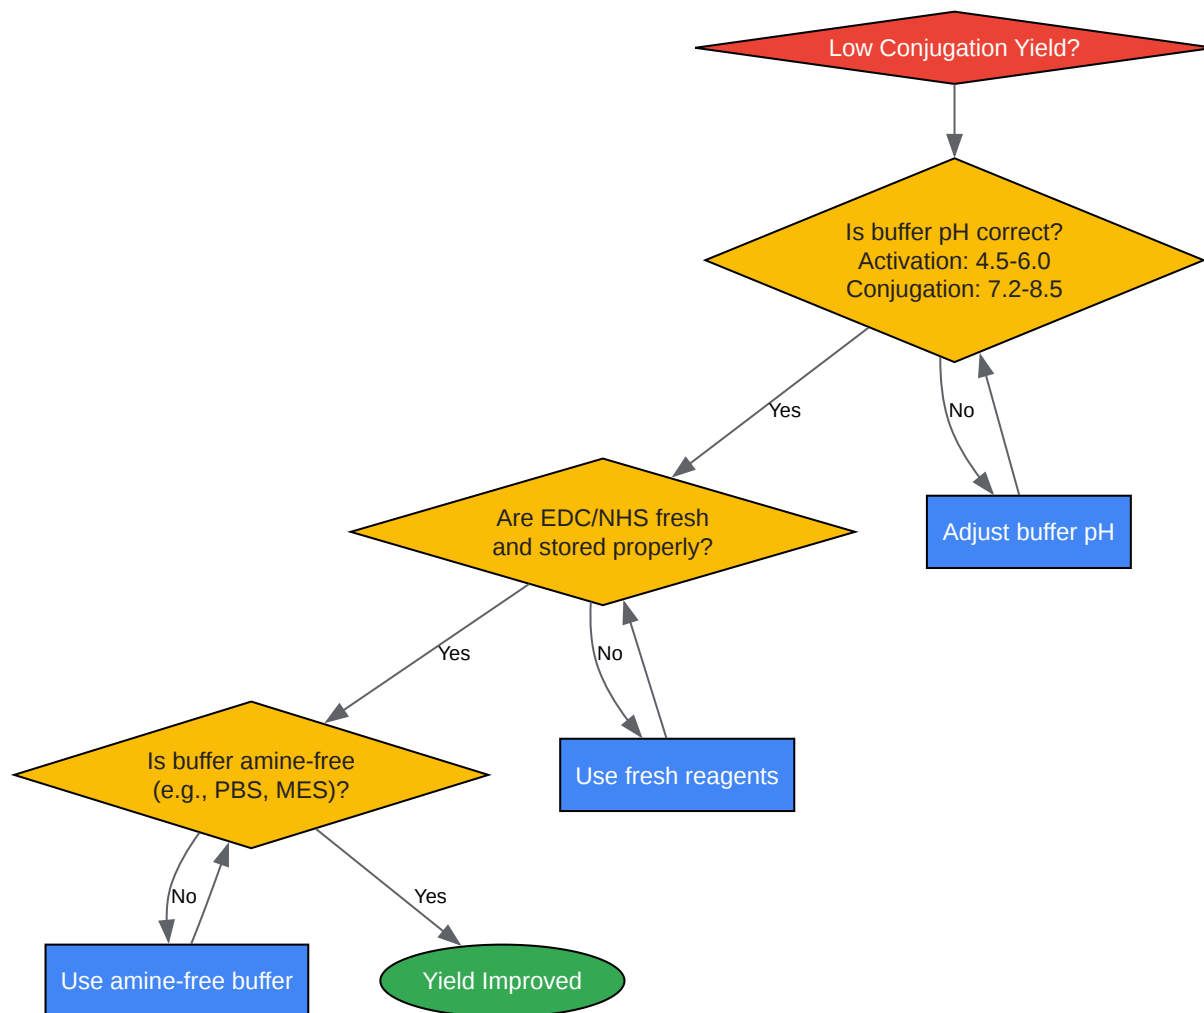 Low Conjugation Yield?
Is buffer pH correct?
Activation: 4.5-6.0
Conjugation: 7.2-8.5
Yes
No
Are EDC/NHS fresh
and stored properly?
Adjust buffer pH
Yes
No
Is buffer amine-free
(e.g., PBS, MES)?
Use fresh reagents
No
Yes
Use amine-free buffer
Yield Improved